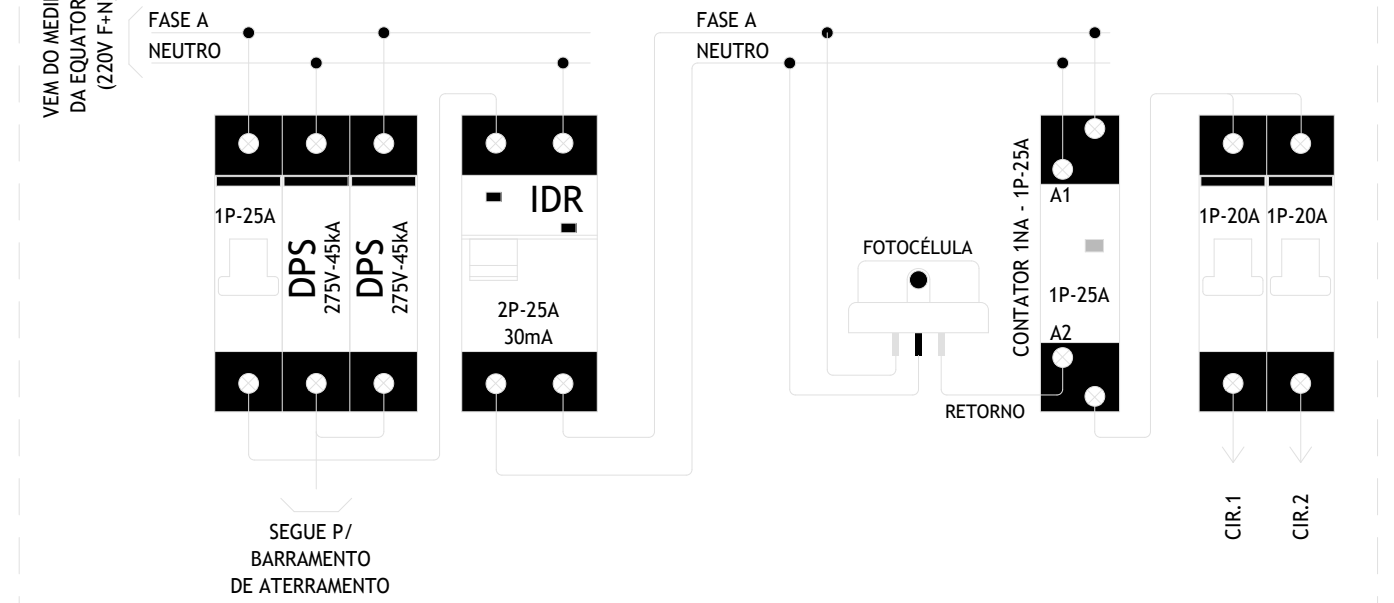 VEM DO MEDI
DA EQUATOR
(220V F+N
FASE A
NEUTRO
FASE A
NEUTRO
1P-25A
DPS
275V-45kA
DPS
275V-45kA
IDR
2P-25A
30mA
FOTOCÉLULA
RETORNO
CONTATOR 1NA - 1P-25A
A1
1P-25A
A2
1P-20A
1P-20A
CIR.1
CIR.2
SEGUE P/
BARRAMENTO
DE ATERRAMENTO